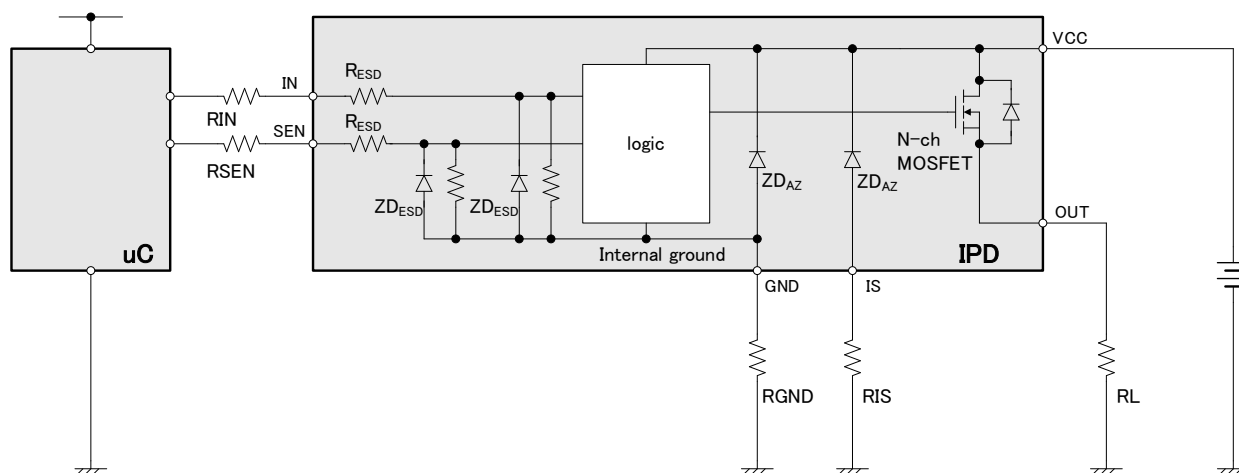 VCC
RESD
IN
RIN
RESD
SEN
logic
RSEN
N-ch
MOSFET
ZDAZ
ZDAZ
ZDESD
ZDESD
OUT
uC
Internal ground
IPD
GND
IS
RGND
RIS
RL